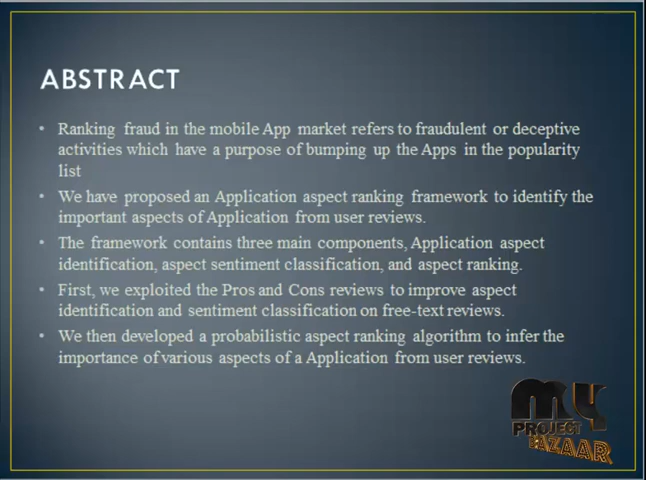 ABSTRACT
• Ranking fraud in the mobile App market refers to fraudulent or deceptive
activities which have a purpose of bumping up the Apps in the popularity
list
• We have proposed an Application aspect ranking framework to identify the
important aspects of Application from user reviews.
• The framework contains three main components, Application aspect
identification, aspect sentiment classification, and aspect ranking.
• First, we exploited the Pros and Cons reviews to improve aspect
identification and sentiment classification on free-text reviews.
• We then developed a probabilistic aspect ranking algorithm to infer the
importance of various aspects of a Application from user reviews.
my
PROJECT
BAZAAR